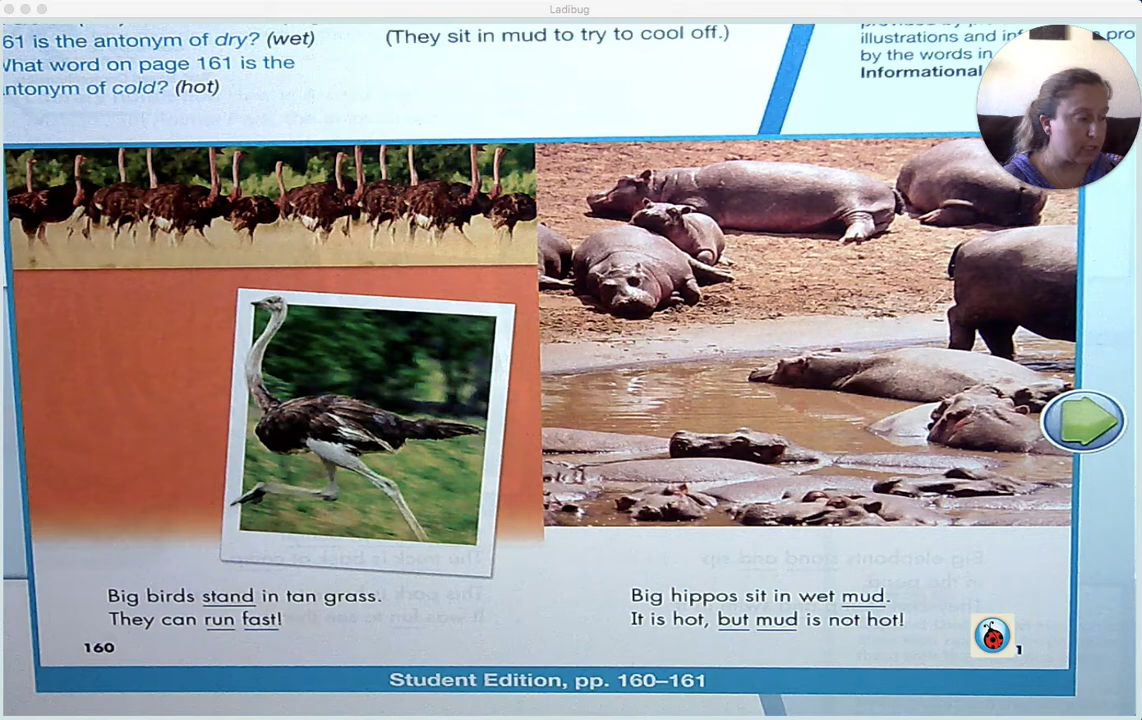 Ladibug
61 is the antonym of dry? (wet)
What word on page 161 is the
antonym of cold? (hot)
(They sit in mud to try to cool off.)
illustrations and
by the words in
Informational
Big birds stand in tan grass.
They can run fast!
160
Big hippos sit in wet mud.
It is hot, but mud is not hot!
1
Student Edition, pp. 160–161